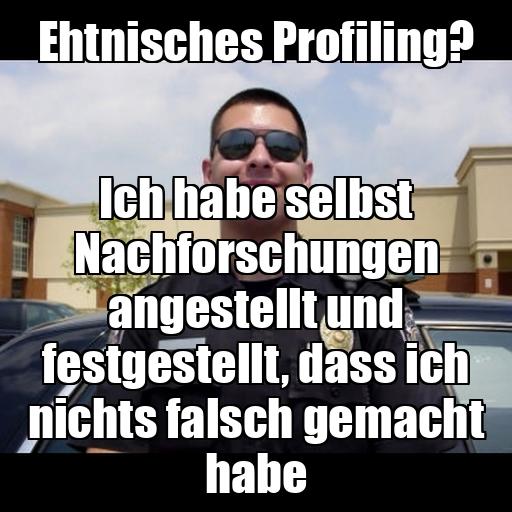 Ehtnisches Profiling?
Ich habe selbst
Nachforschungen
angestellt und
festgestellt, dass ich
nichts falsch gemacht
habe